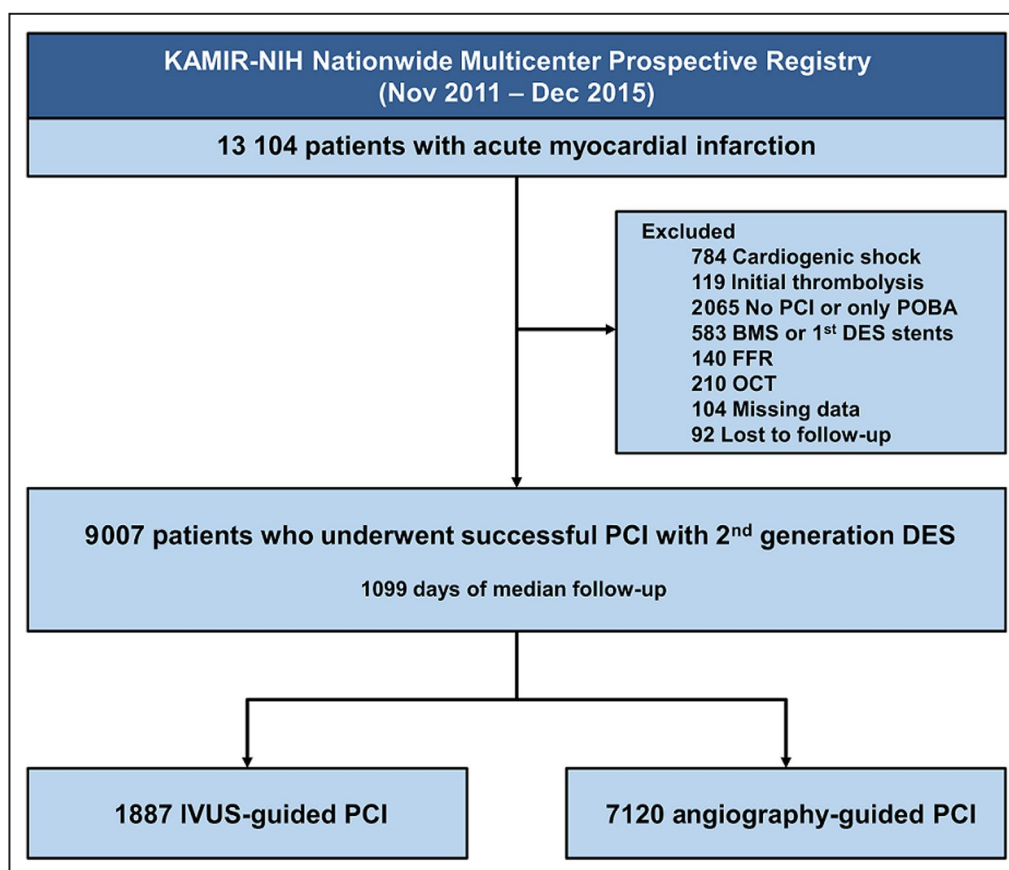 KAMIR-NIH Nationwide Multicenter Prospective Registry
(Nov 2011 – Dec 2015)
13 104 patients with acute myocardial infarction
Excluded
784 Cardiogenic shock
119 Initial thrombolysis
2065 No PCI or only POBA
583 BMS or 1st DES stents
140 FFR
210 OCT
104 Missing data
92 Lost to follow-up
9007 patients who underwent successful PCI with 2nd generation DES
1099 days of median follow-up
1887 IVUS-guided PCI
7120 angiography-guided PCI